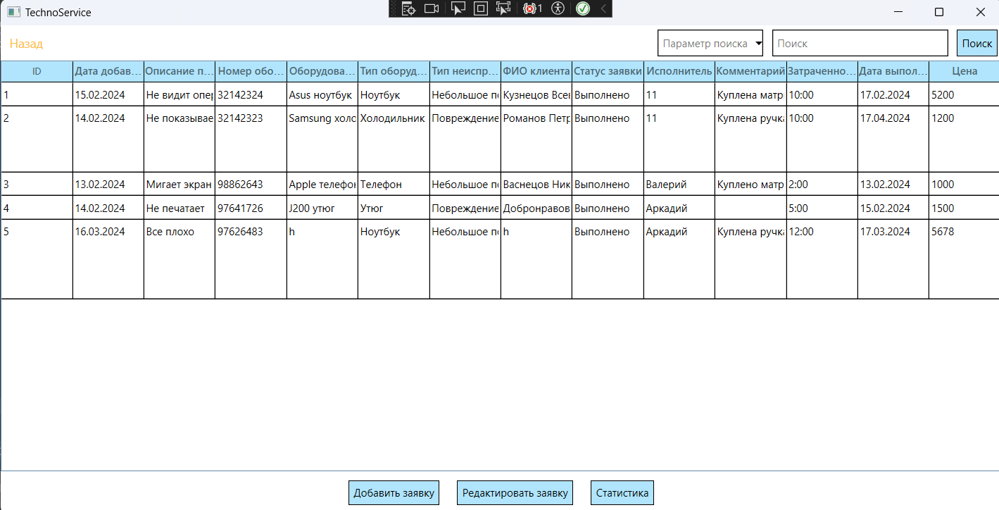 TechnoService
1
Назад Параметр поиска Поиск Поиск
ID Дата добав... Описание п... Номер обо... Оборудова... Тип оборуд... Тип неиспр... ФИО клиента Статус заявки Исполнитель Комментарий Затраченно... Дата выпол... Цена
1 15.02.2024 Не видит опер 32142324 Asus ноутбук Ноутбук Небольшое по Кузнецов Всев Выполнено 11 Куплена матр 10:00 17.02.2024 5200
2 14.02.2024 Не показывае 32142323 Samsung холо Холодильник Повреждение Романов Петр Выполнено 11 Куплена ручка 10:00 17.04.2024 1200
3 13.02.2024 Мигает экран 98862643 Apple телефон Телефон Небольшое по Васнецов Ник Выполнено Валерий Куплено матр 2:00 13.02.2024 1000
4 14.02.2024 Не печатает 97641726 J200 утюг Утюг Повреждение Добронравов Выполнено Аркадий 5:00 15.02.2024 1500
5 16.03.2024 Все плохо 97626483 h Ноутбук Небольшое по h Выполнено Аркадий Куплена ручка 12:00 17.03.2024 5678
Добавить заявку Редактировать заявку Статистика